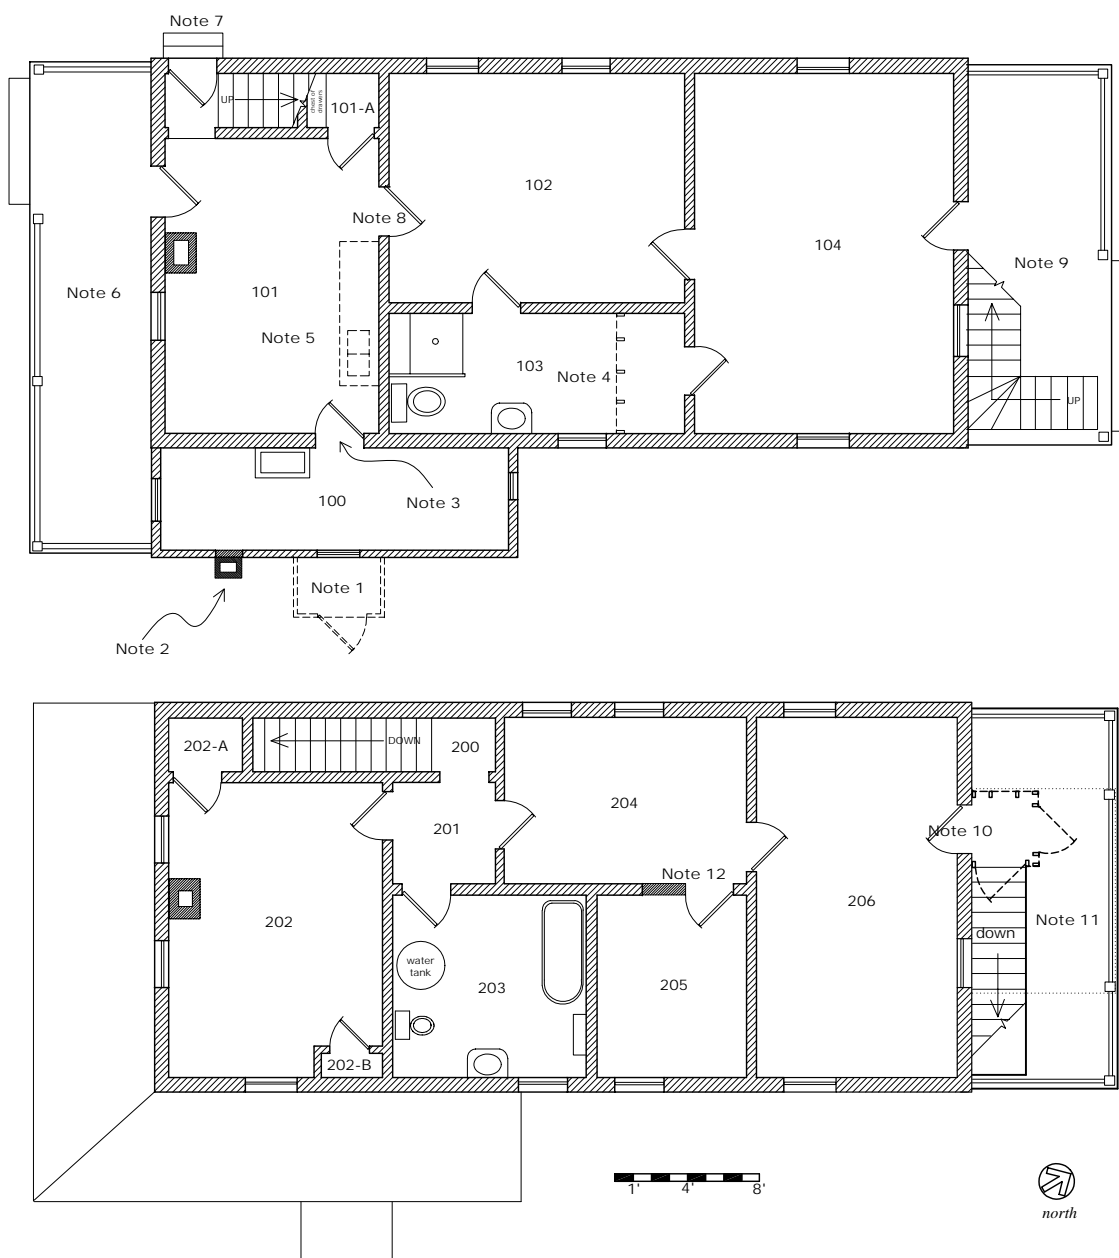 Note 7
UP
chest of
drawers
101-A
102
Note 8
104
Note 9
Note 6
101
Note 5
103
Note 4
UP
100
Note 3
Note 1
Note 2
202-A
DOWN
200
204
201
Note 10
Note 12
202
206
Note 11
down
water
tank
203
205
202-B
1' 4' 8'
north